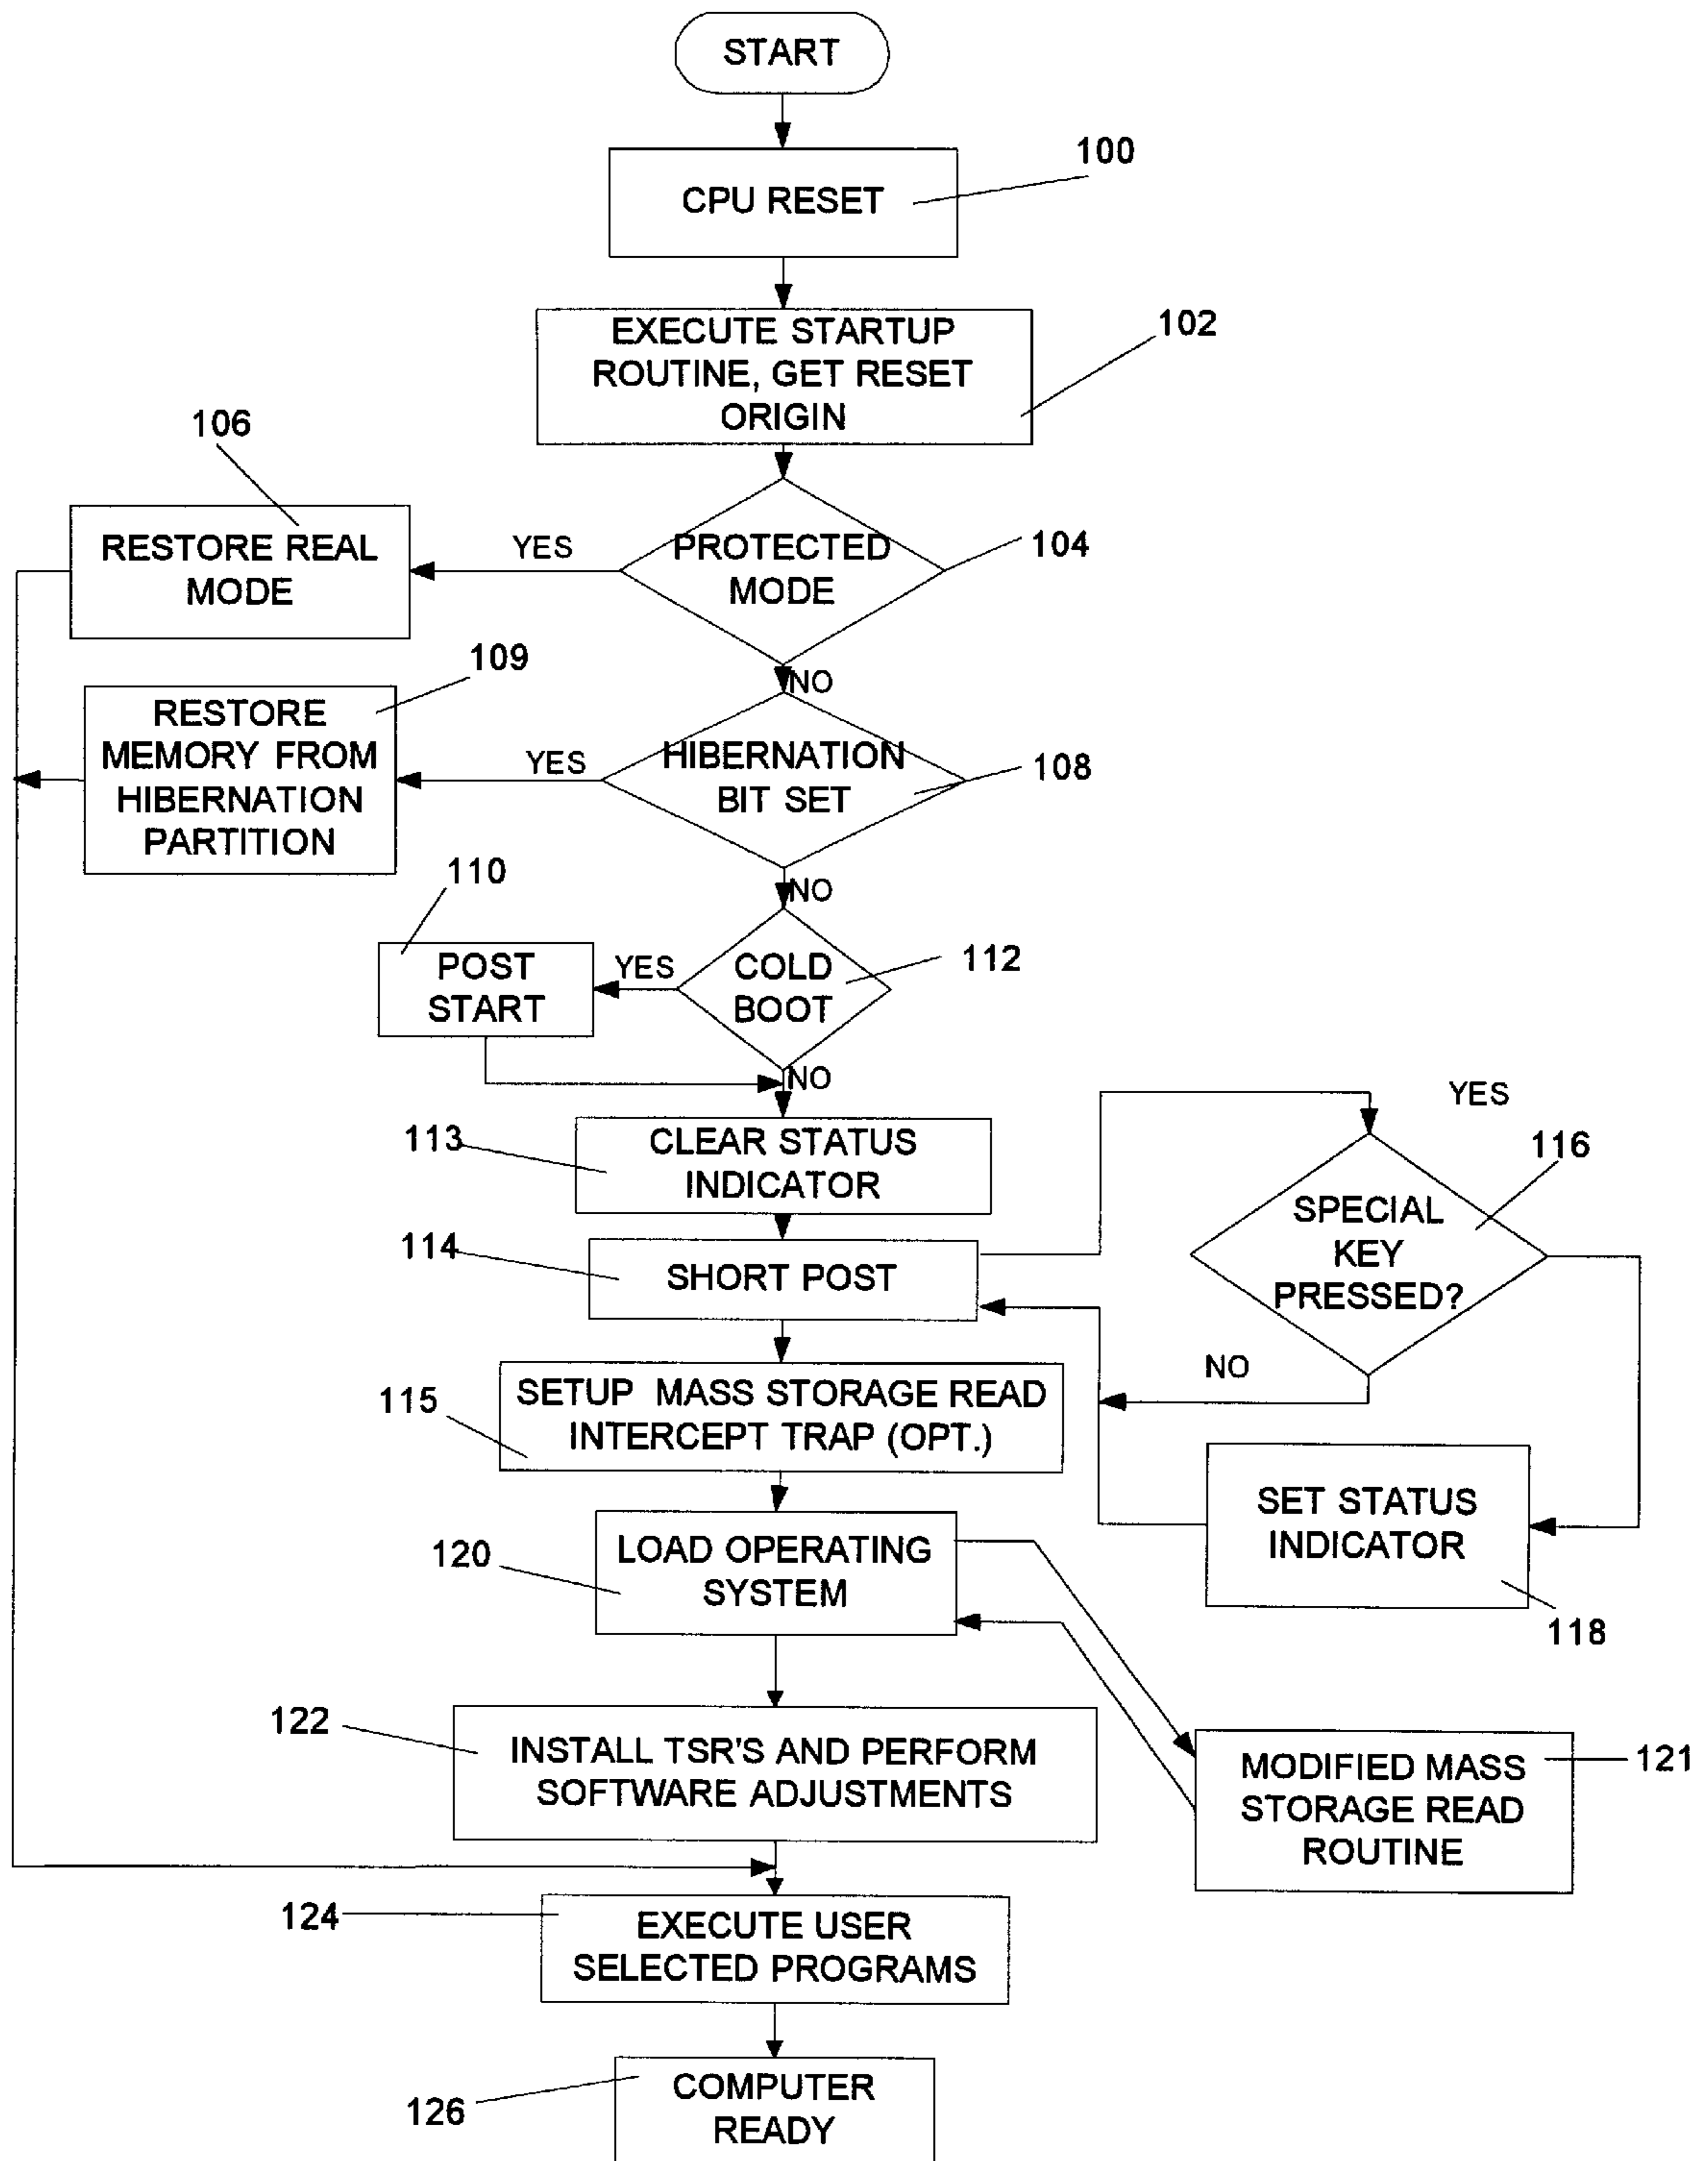 START
100
CPU RESET
102
EXECUTE STARTUP
ROUTINE, GET RESET
ORIGIN
106
RESTORE REAL
MODE
YES
PROTECTED
MODE
104
NO
109
RESTORE
MEMORY FROM
HIBERNATION
PARTITION
YES
HIBERNATION
BIT SET
108
NO
110
POST
START
YES
COLD
BOOT
112
NO
113
CLEAR STATUS
INDICATOR
YES
116
SPECIAL
KEY
PRESSED?
NO
114
SHORT POST
115
SETUP MASS STORAGE READ
INTERCEPT TRAP (OPT.)
SET STATUS
INDICATOR
118
120
LOAD OPERATING
SYSTEM
122
INSTALL TSR'S AND PERFORM
SOFTWARE ADJUSTMENTS
121
MODIFIED MASS
STORAGE READ
ROUTINE
124
EXECUTE USER
SELECTED PROGRAMS
126
COMPUTER
READY